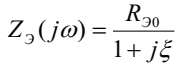 Z_Э(jω) = R_Э0 / (1 + jξ)